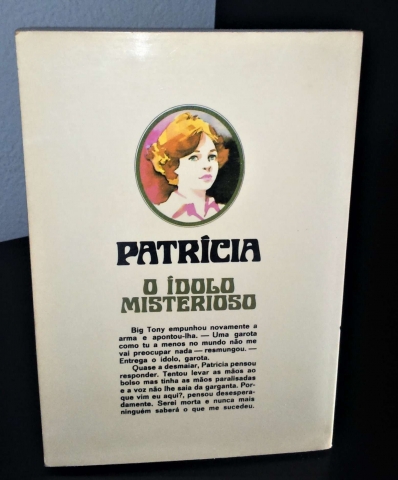 PATRÍCIA
O ÍDOLO
MISTERIOSO
Big Tony empunhou novamente a
arma e apontou-lha. — Uma garota
como tu a menos no mundo não me
vai preocupar nada — resmungou. —
Entrega o ídolo, garota.
Quase a desmaiar, Patrícia pensou
responder. Tentou levar as mãos ao
bolso mas tinha as mãos paralisadas
e a voz não lhe saía da garganta. Por-
que vim eu aqui?, pensou desespera-
damente. Serei morta e nunca mais
ninguém saberá o que me sucedeu.